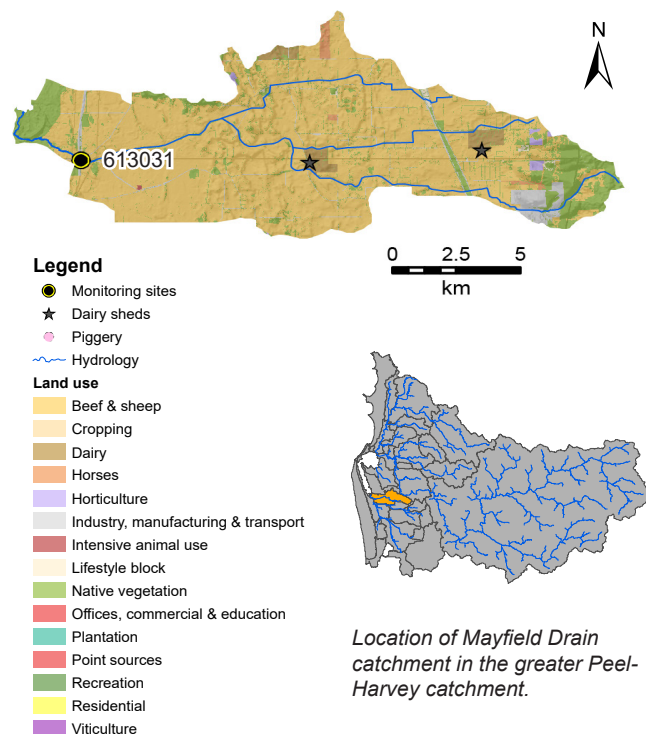 N
613031
0 2.5 5
km
Legend
Monitoring sites
Dairy sheds
Piggery
Hydrology
Land use
Beef & sheep
Cropping
Dairy
Horses
Horticulture
Industry, manufacturing & transport
Intensive animal use
Lifestyle block
Native vegetation
Offices, commercial & education
Plantation
Point sources
Recreation
Residential
Viticulture
Location of Mayfield Drain
catchment in the greater Peel-
Harvey catchment.